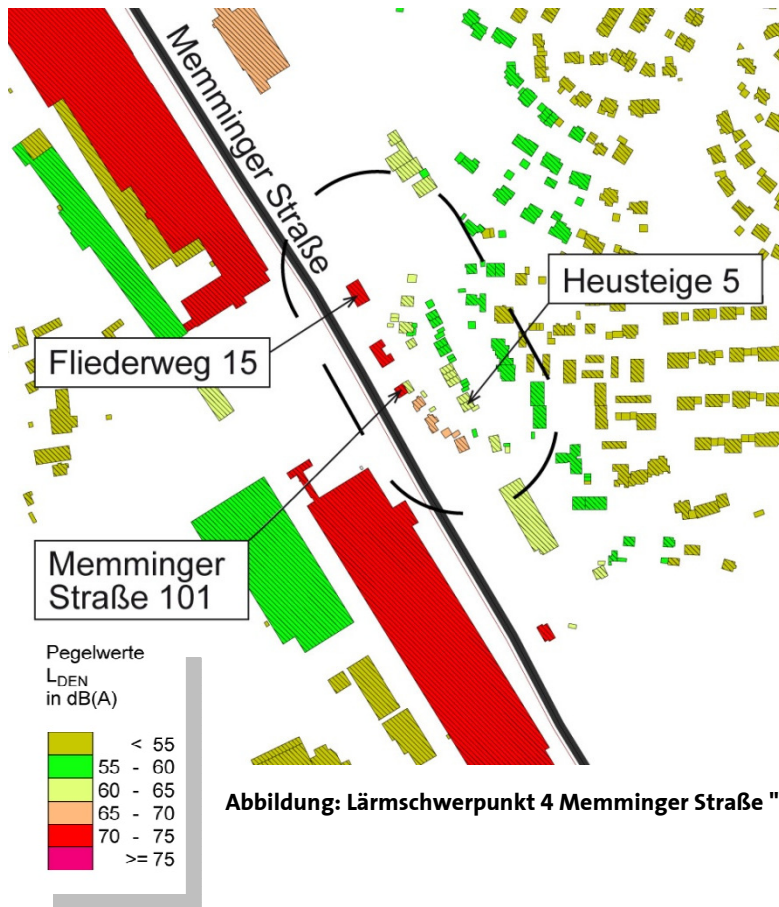 Memminger Straße
Heusteige 5
Fliederweg 15
Memminger
Straße 101
Pegelwerte
LDEN
in dB(A)
< 55
55 - 60
60 - 65
65 - 70
70 - 75
>= 75
Abbildung: Lärmschwerpunkt 4 Memminger Straße "